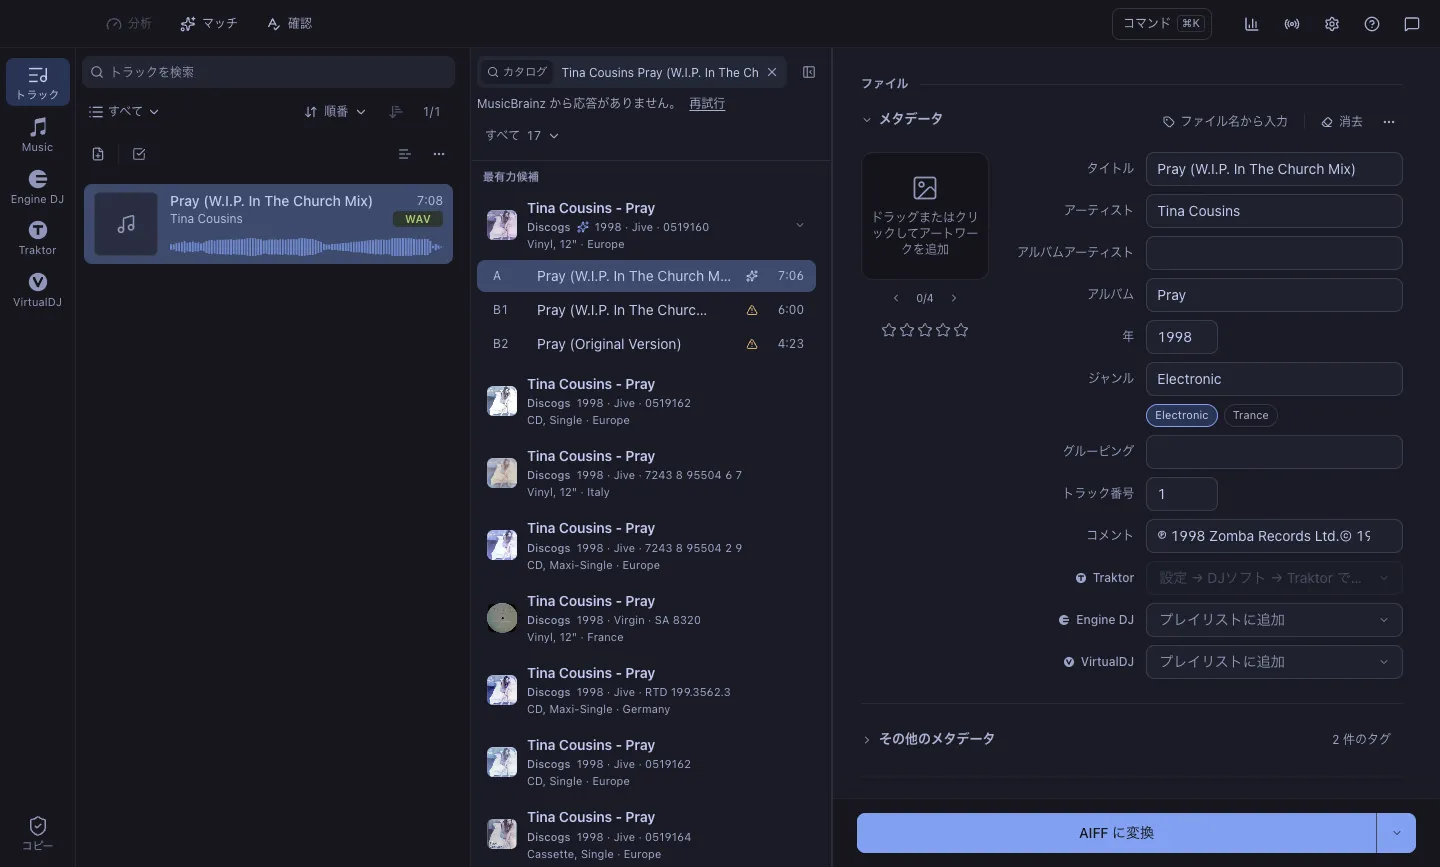 分析
マッチ
確認
コマンド ⌘K
トラック
Music
Engine DJ
Traktor
VirtualDJ
コピー
トラックを検索
すべて
順番
1/1
Pray (W.I.P. In The Church Mix) 7:08
Tina Cousins WAV
カタログ Tina Cousins Pray (W.I.P. In The Ch
MusicBrainz から応答がありません。 再試行
すべて 17
最有力候補
Tina Cousins - Pray
Discogs 1998 · Jive · 0519160
Vinyl, 12" · Europe
A Pray (W.I.P. In The Church M... 7:06
B1 Pray (W.I.P. In The Churc... 6:00
B2 Pray (Original Version) 4:23
Tina Cousins - Pray
Discogs 1998 · Jive · 0519162
CD, Single · Europe
Tina Cousins - Pray
Discogs 1998 · Jive · 7243 8 95504 6 7
Vinyl, 12" · Italy
Tina Cousins - Pray
Discogs 1998 · Jive · 7243 8 95504 2 9
CD, Maxi-Single · Europe
Tina Cousins - Pray
Discogs 1998 · Virgin · SA 8320
Vinyl, 12" · France
Tina Cousins - Pray
Discogs 1998 · Jive · RTD 199.3562.3
CD, Maxi-Single · Germany
Tina Cousins - Pray
Discogs 1998 · Jive · 0519162
CD, Single · Europe
Tina Cousins - Pray
Discogs 1998 · Jive · 0519164
Cassette, Single · Europe
ファイル
メタデータ
ファイル名から入力
消去
ドラッグまたはクリ
ックしてアートワー
クを追加
0/4
タイトル Pray (W.I.P. In The Church Mix)
アーティスト Tina Cousins
アルバムアーティスト
アルバム Pray
年 1998
ジャンル Electronic
Electronic Trance
グルーピング
トラック番号 1
コメント ℗ 1998 Zomba Records Ltd.© 19
Traktor 設定 → DJソフト → Traktor で...
Engine DJ プレイリストに追加
VirtualDJ プレイリストに追加
その他のメタデータ 2 件のタグ
AIFF に変換